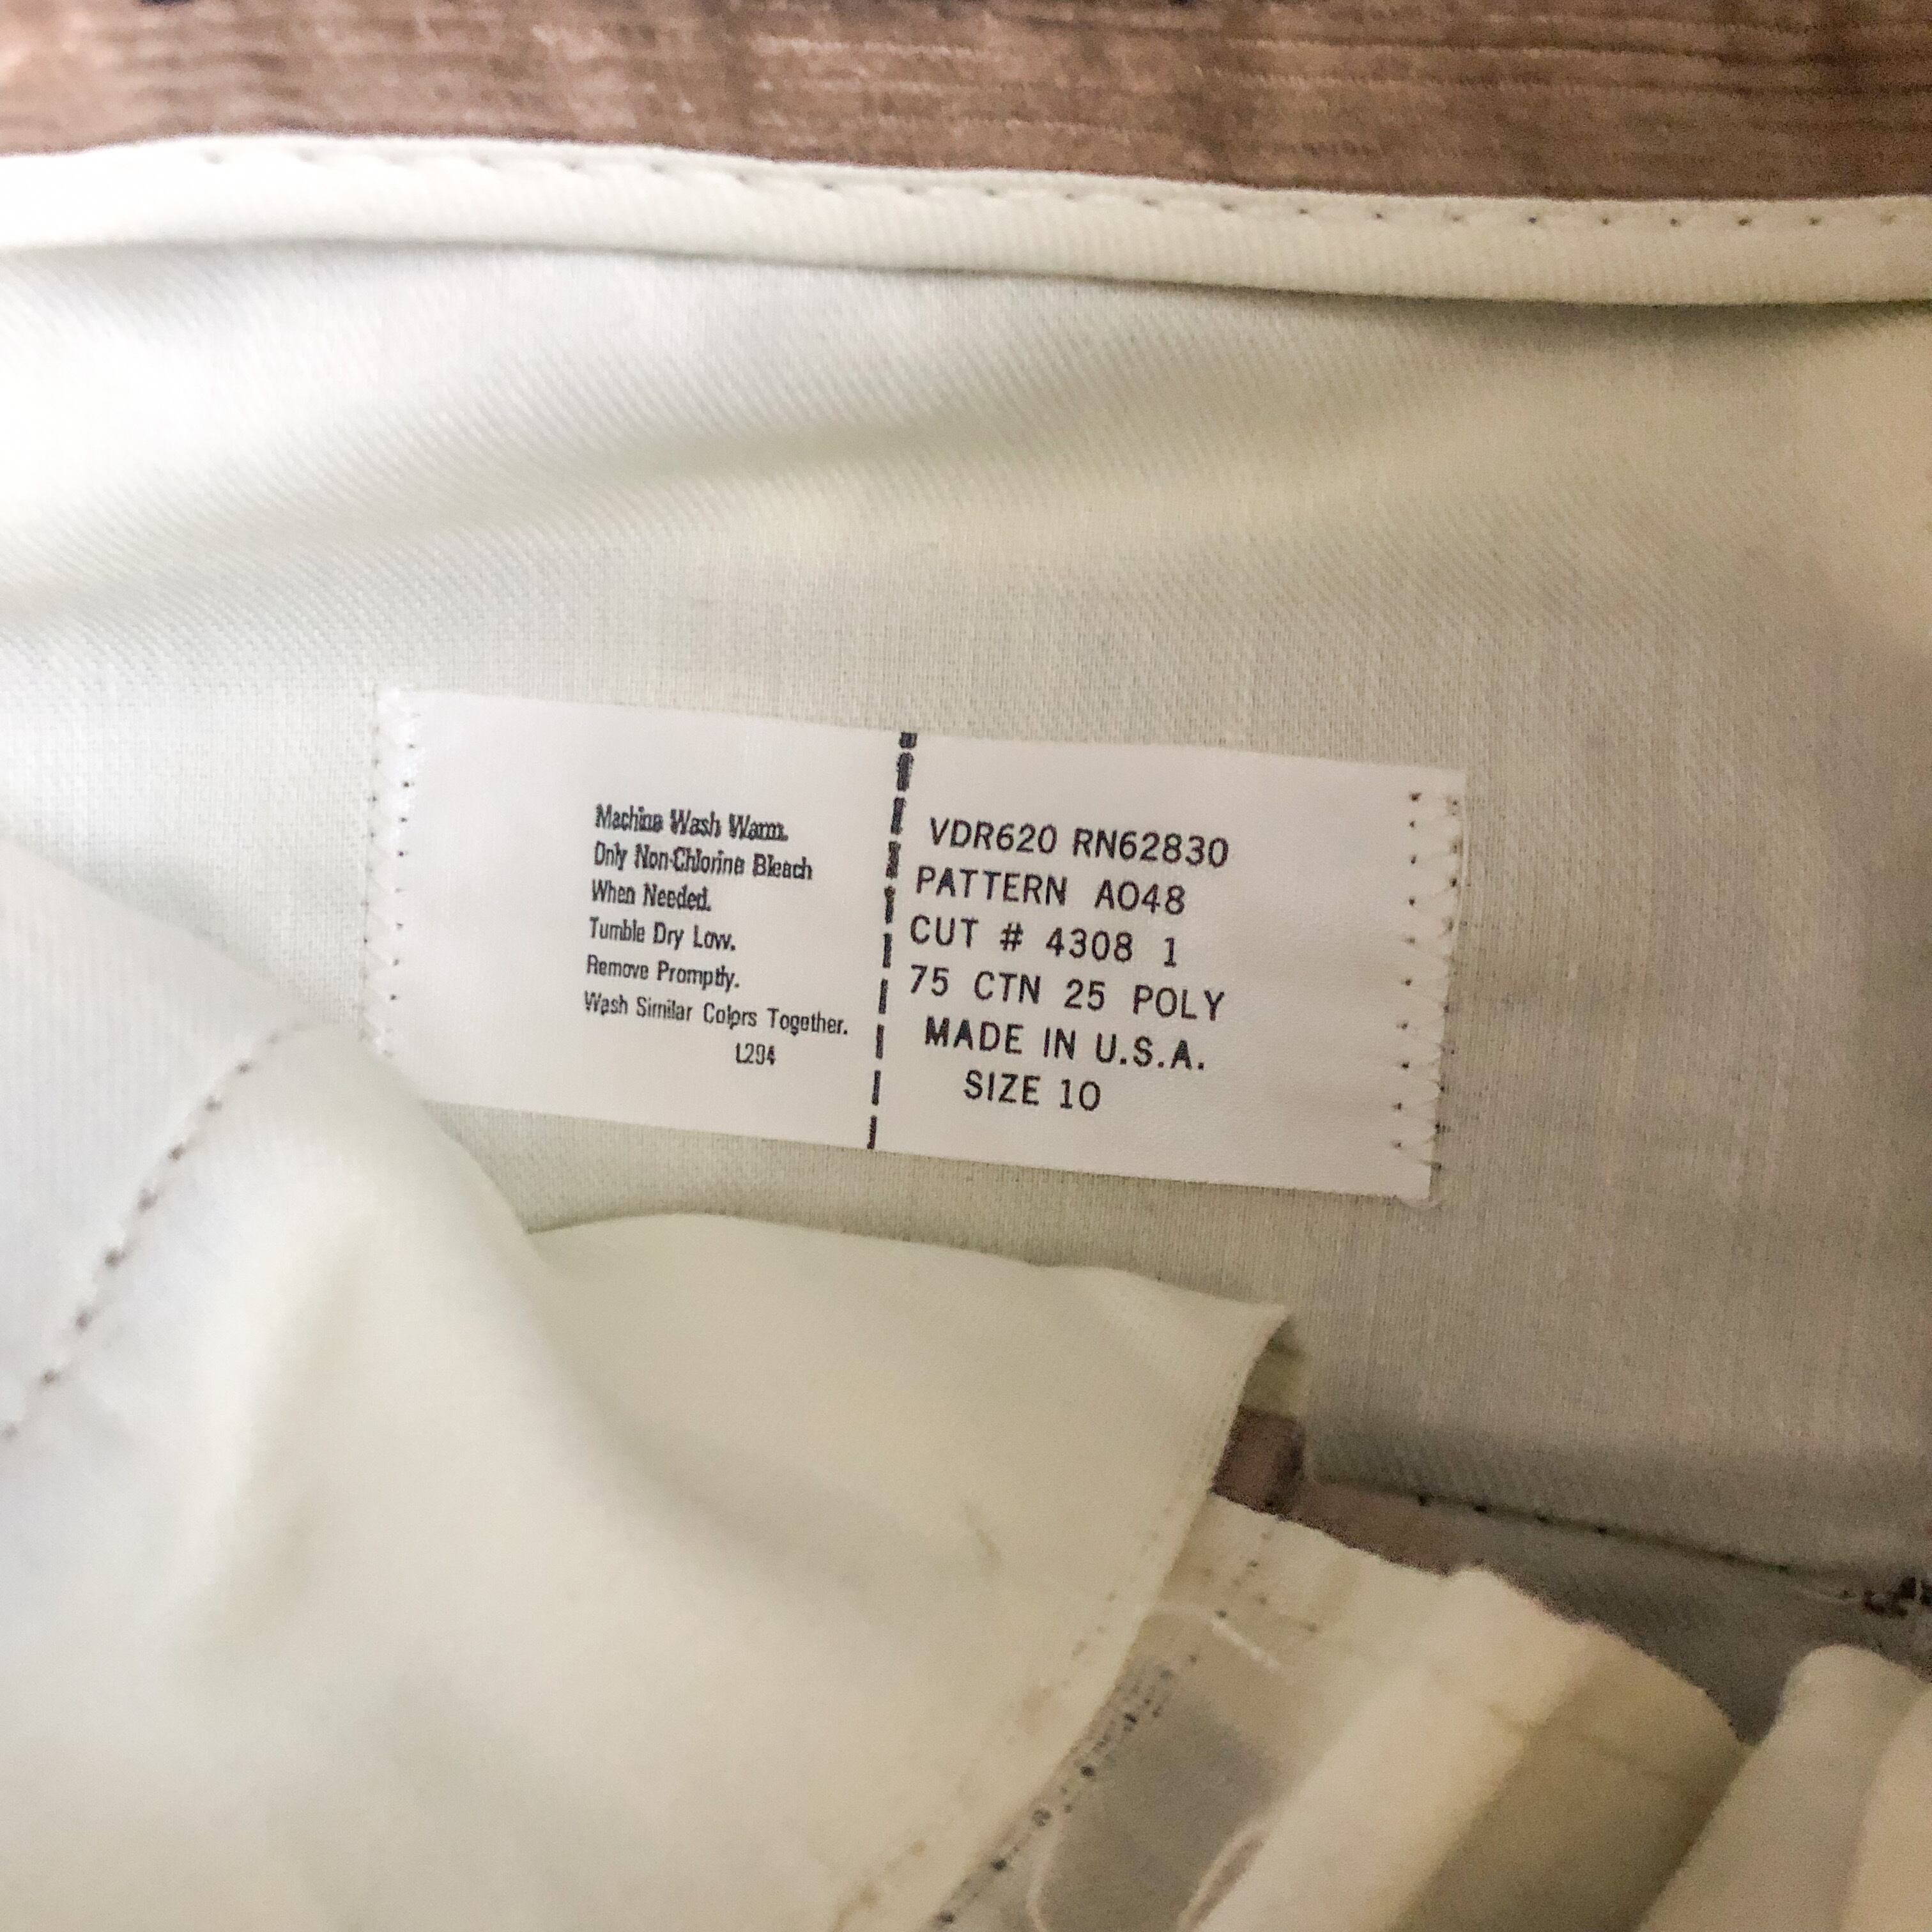 Machine Wash Warm.
Only Non-Chlorine Bleach
When Needed.
Tumble Dry Low.
Remove Promptly.
Wash Similar Colors Together.
L294
VDR620 RN62830
PATTERN A048
CUT # 4308 1
75 CTN 25 POLY
MADE IN U.S.A.
SIZE 10